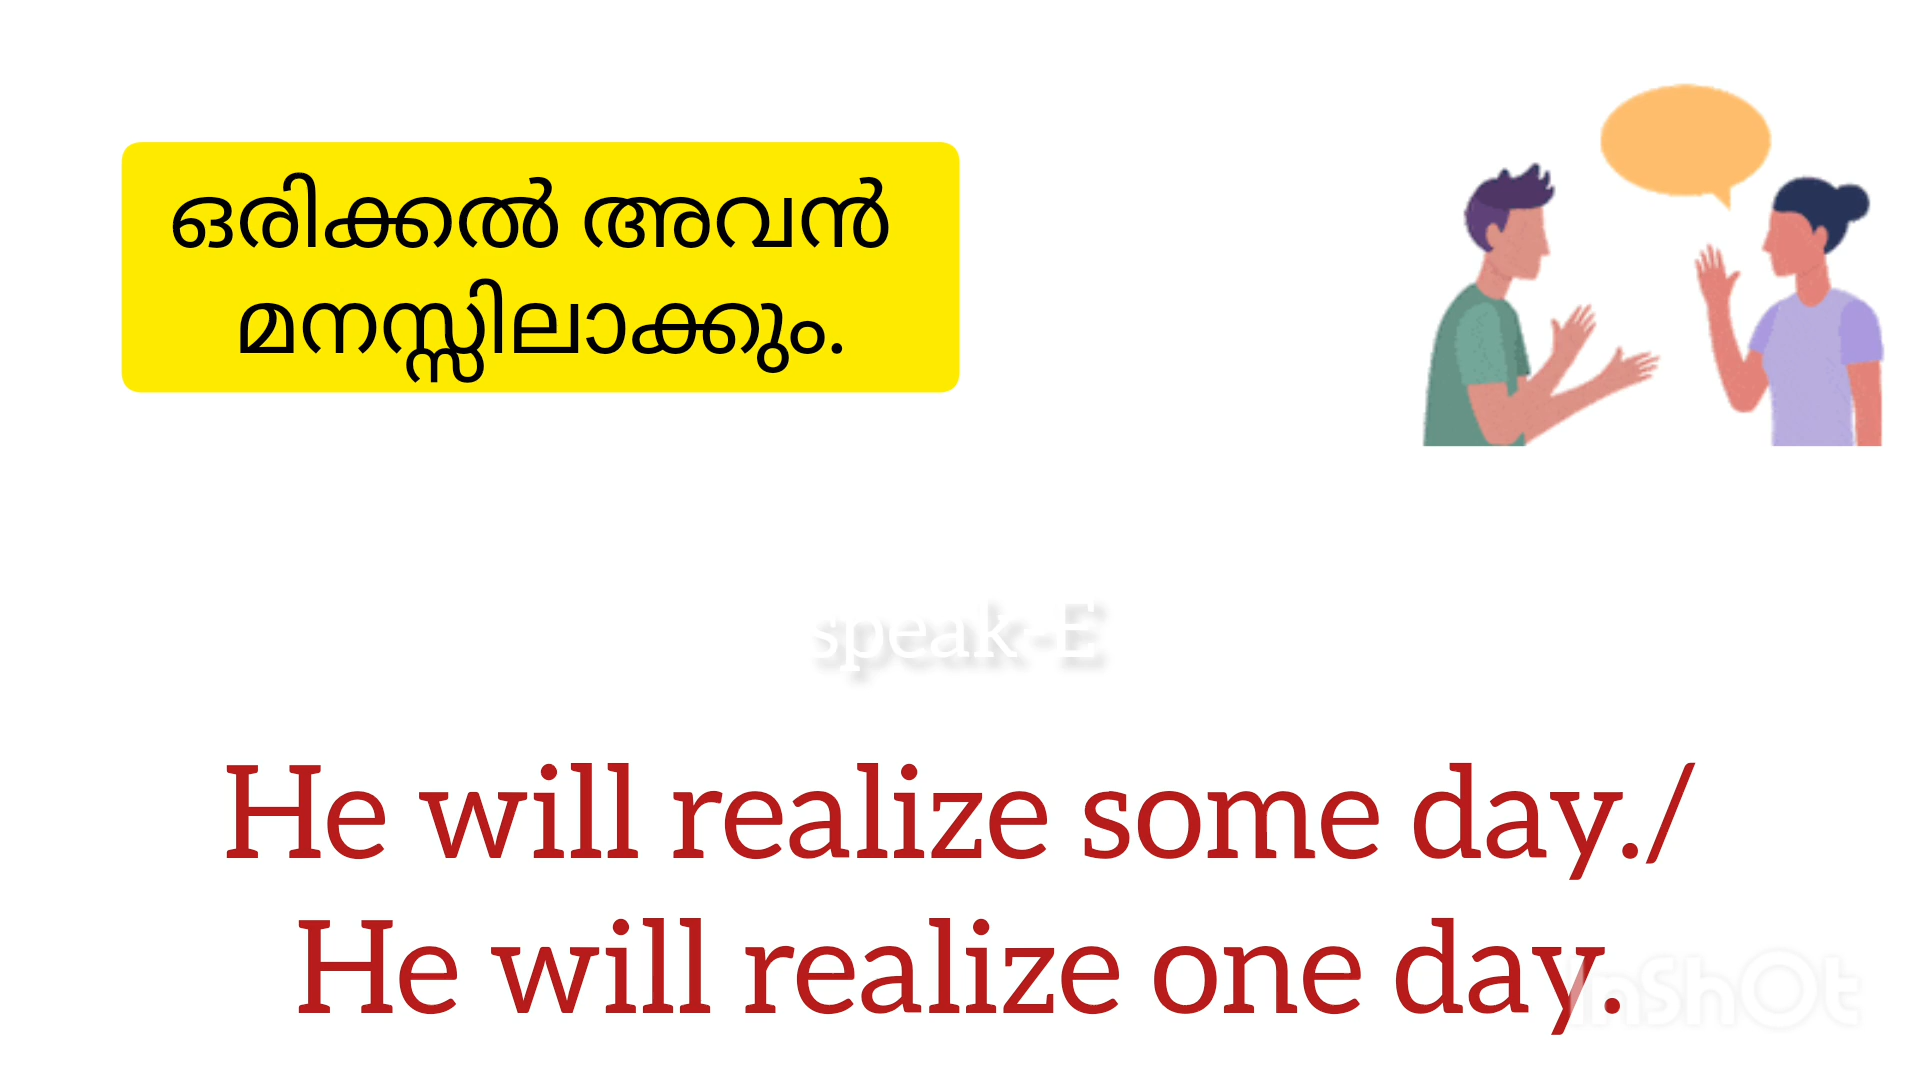 ഒരിക്കൽ അവൻ
മനസ്സിലാക്കും.
speak-E
He will realize some day./
He will realize one day.
InShOt